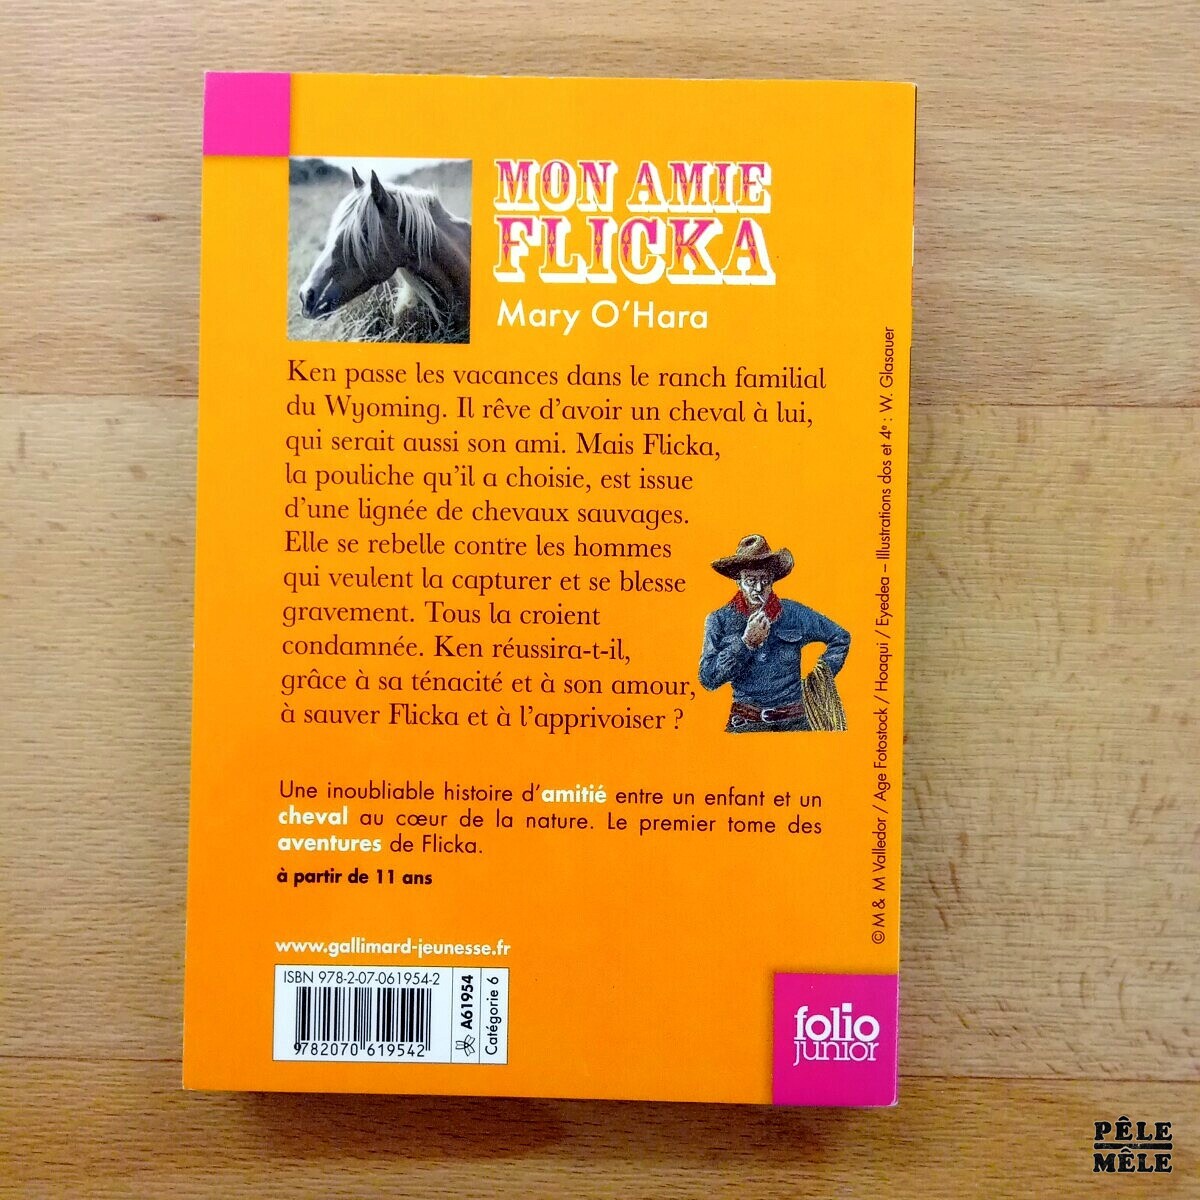 MON AMIE
FLICKA
Mary O'Hara
Ken passe les vacances dans le ranch familial
du Wyoming. Il rêve d'avoir un cheval à lui,
qui serait aussi son ami. Mais Flicka,
la pouliche qu'il a choisie, est issue
d'une lignée de chevaux sauvages.
Elle se rebelle contre les hommes
qui veulent la capturer et se blesse
gravement. Tous la croient
condamnée. Ken réussira-t-il,
grâce à sa ténacité et à son amour,
à sauver Flicka et à l'apprivoiser ?
Une inoubliable histoire d'amitié entre un enfant et un
cheval au cœur de la nature. Le premier tome des
aventures de Flicka.
à partir de 11 ans
www.gallimard-jeunesse.fr
ISBN 978-2-07-061954-2
9782070619542
A61954
Catégorie 6
© M & M Valledor / Age Fotostock / Hoaqui / Eyedea – Illustrations dos et 4e : W. Glasauer
folio
junior
PÊLE
MÊLE